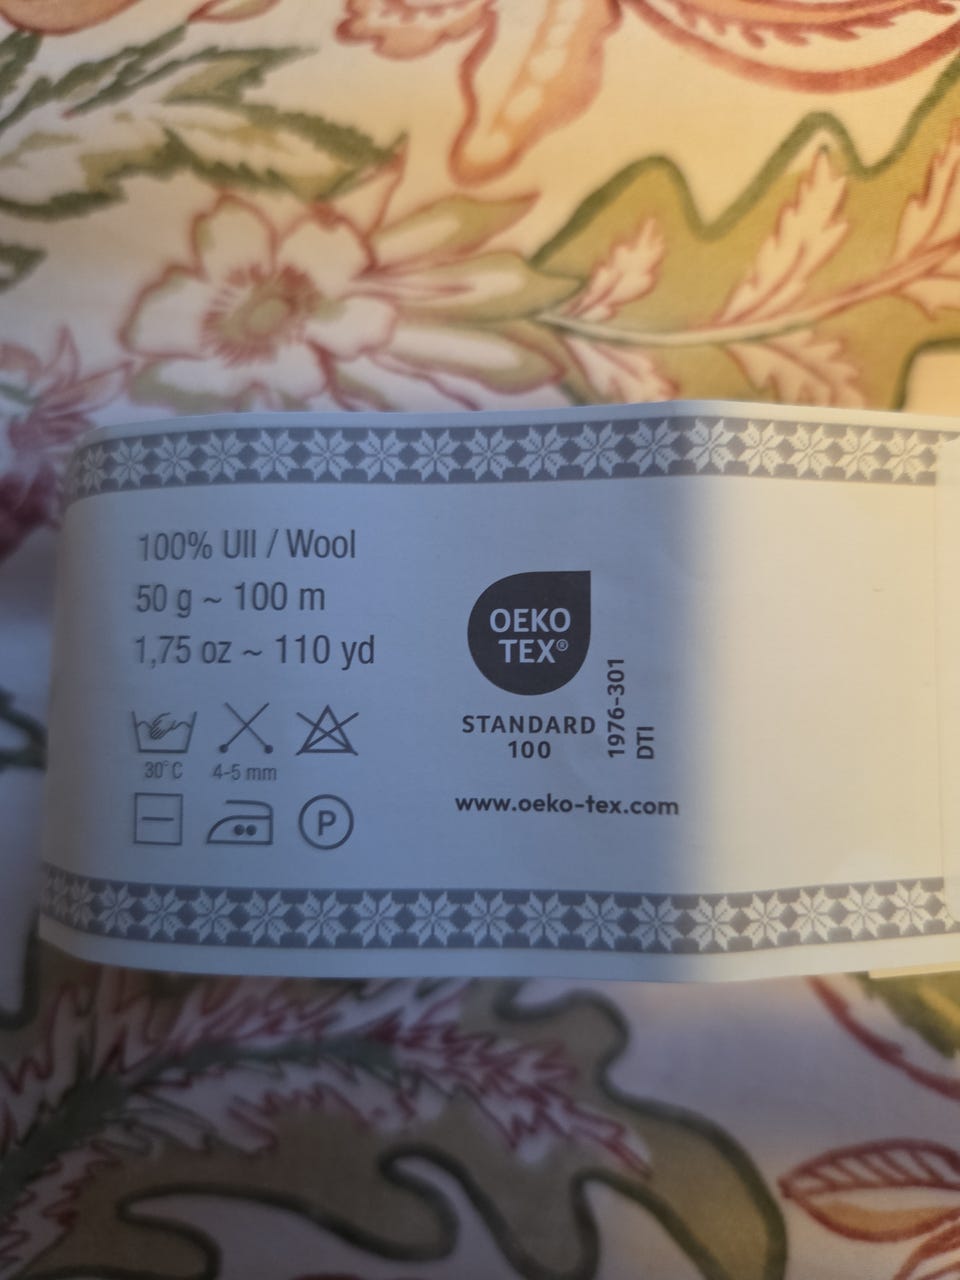 100% Ull / Wool
50 g ~ 100 m
1,75 oz ~ 110 yd
30°C
4-5 mm
P
OEKO
TEX®
STANDARD
100
1976-301
DTI
www.oeko-tex.com